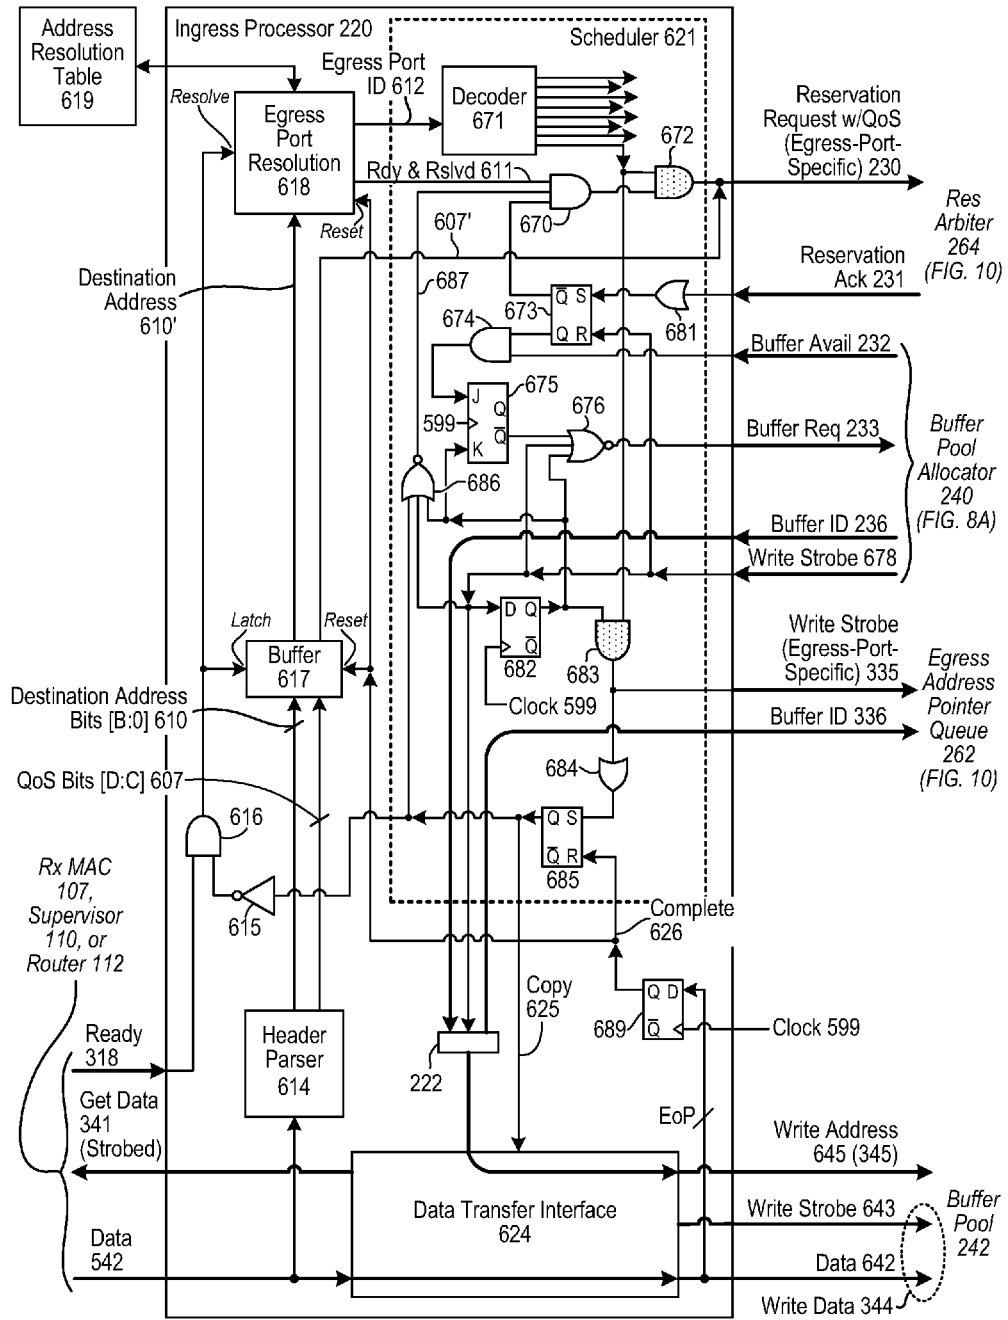 Address
Resolution
Table
619
Ingress Processor 220
Scheduler 621
Egress Port
ID 612
Resolve
Egress
Port
Resolution
618
Decoder
671
672
Reservation
Request w/QoS
(Egress-Port-
Specific) 230
Rdy & Rslvd 611
670
Reset
607'
Res
Arbiter
264
(FIG. 10)
Destination
Address
610'
687
Reservation
Ack 231
Q S
673
Q R
681
674
Buffer Avail 232
675
J
Q
599
Q
K
676
Buffer Req 233
Buffer
Pool
Allocator
240
(FIG. 8A)
686
Buffer ID 236
Write Strobe 678
D Q
Q
682
683
Latch
Reset
Buffer
617
Write Strobe
(Egress-Port-
Specific) 335
Egress
Address
Pointer
Queue
262
(FIG. 10)
Destination Address
Bits [B:0] 610
Clock 599
Buffer ID 336
684
QoS Bits [D:C] 607
616
Q S
Q R
685
Rx MAC
107,
Supervisor
110, or
Router 112
615
Complete
626
Copy
625
Q D
689
Q
Clock 599
Ready
318
Header
Parser
614
222
Get Data
341
(Strobed)
EoP
Write Address
645 (345)
Data Transfer Interface
624
Write Strobe 643
Buffer
Pool
242
Data
542
Data 642
Write Data 344